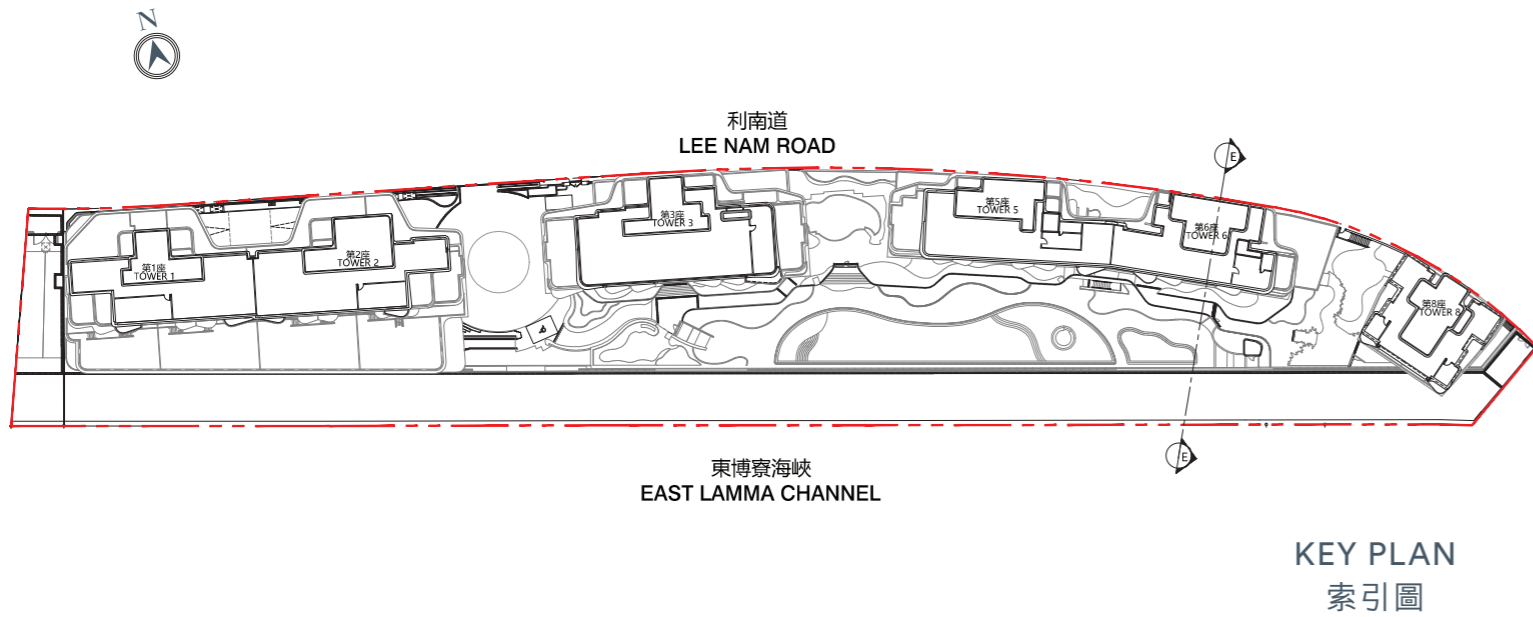 N
利南道
LEE NAM ROAD
E
第1座
TOWER 1
第2座
TOWER 2
第3座
TOWER 3
第5座
TOWER 5
第6座
TOWER 6
第8座
TOWER 8
E
東博寮海峽
EAST LAMMA CHANNEL
KEY PLAN
索引圖